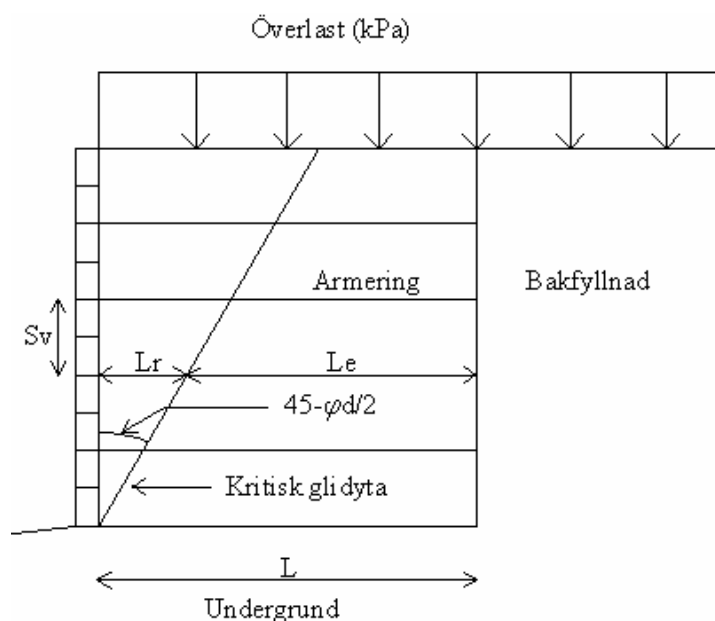 Överlast (kPa)
Armering
Bakfyllnad
Sv
Lr
Le
45-φd/2
Kritisk glidyta
L
Undergrund